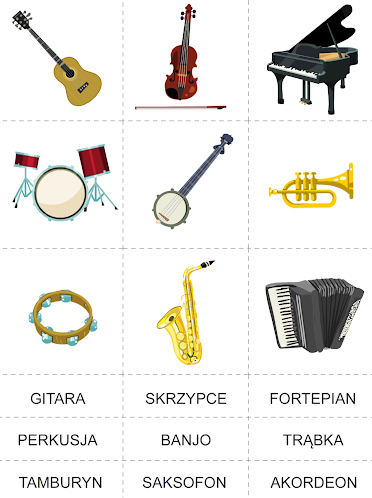 GITARA SKRZYPCE FORTEPIAN
PERKUSJA BANJO TRĄBKA
TAMBURYN SAKSOFON AKORDEON